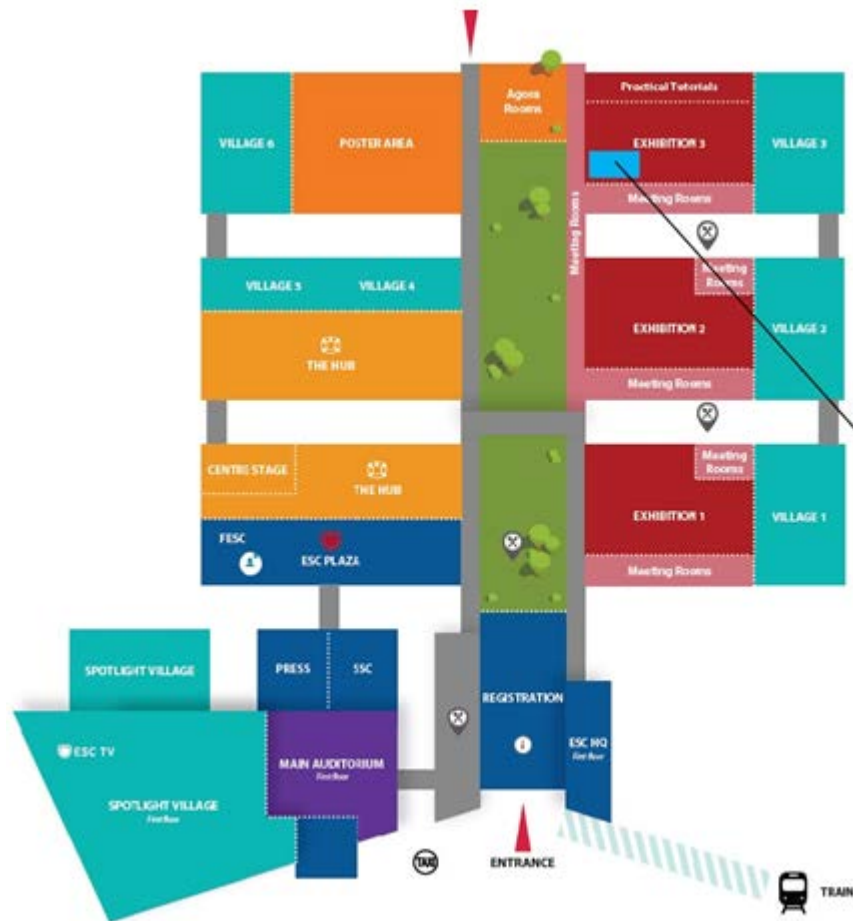 Agora
Rooms
Practical Tutorials
VILLAGE 6
POSTER AREA
EXHIBITION 3
VILLAGE 3
Meeting Rooms
Meeting Rooms
VILLAGE 5
VILLAGE 4
Meeting
Rooms
EXHIBITION 2
VILLAGE 2
THE HUB
Meeting Rooms
CENTRE STAGE
THE HUB
Meeting
Rooms
EXHIBITION 1
VILLAGE 1
FESC
ESC PLAZA
Meeting Rooms
SPOTLIGHT VILLAGE
PRESS
SSC
REGISTRATION
i
ESC HQ
First floor
ESC TV
MAIN AUDITORIUM
First floor
SPOTLIGHT VILLAGE
First floor
TAXI
ENTRANCE
TRAIN